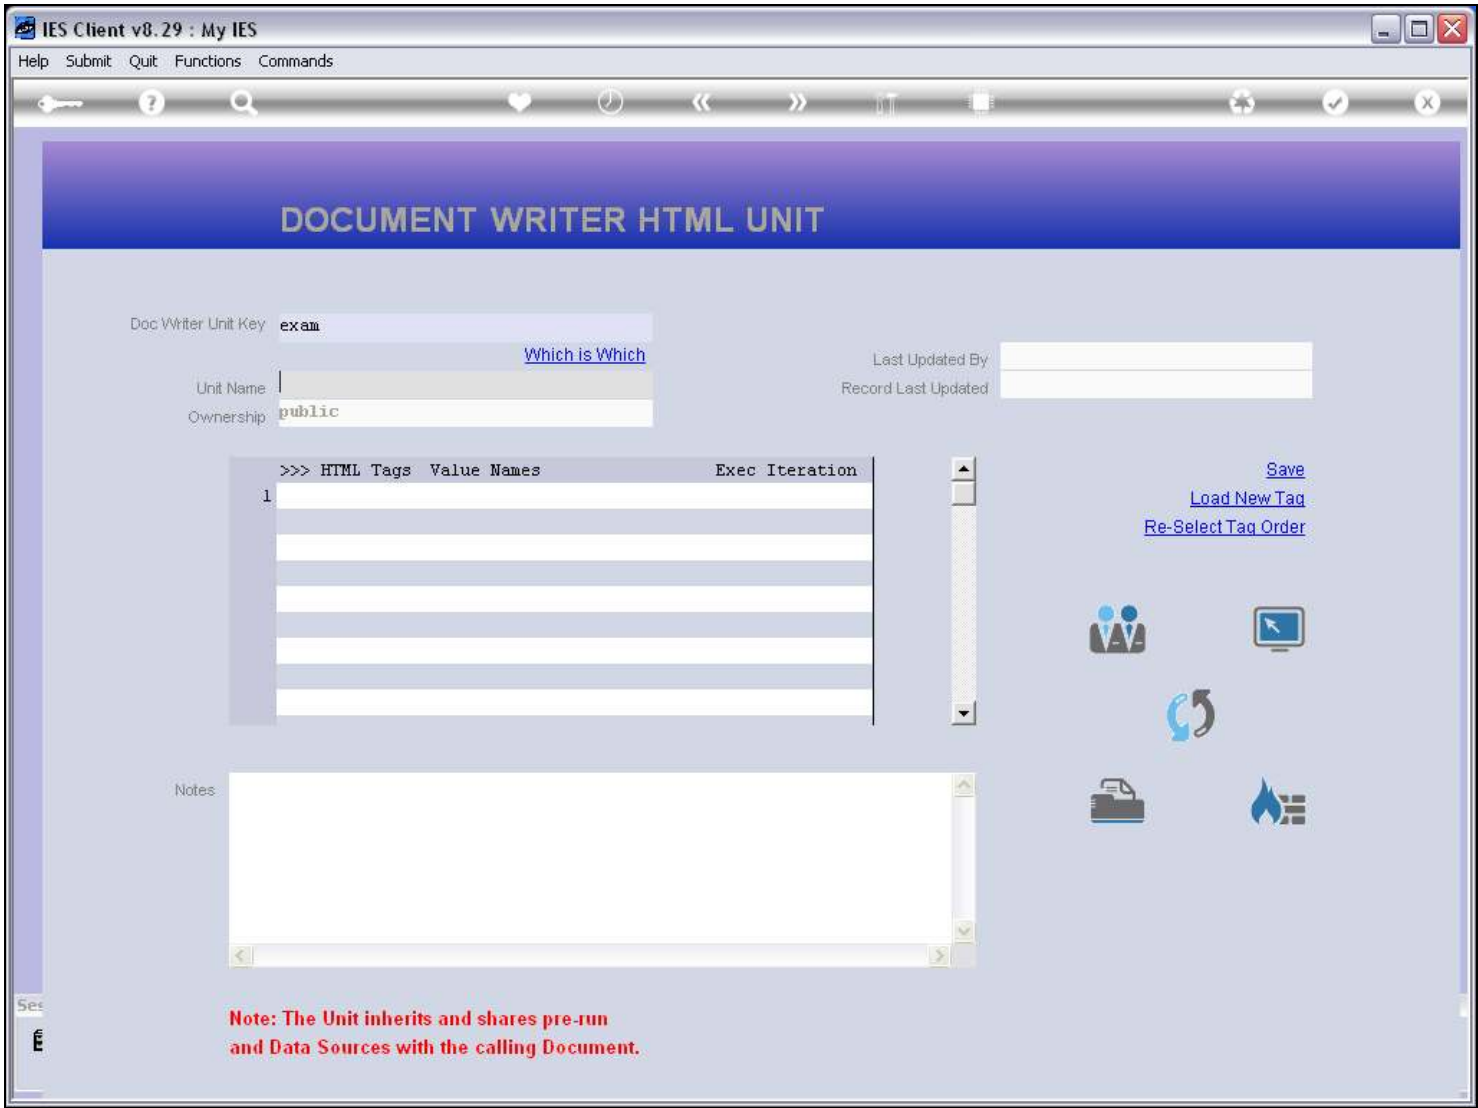 IES Client v8.29 : My IES
Help Submit Quit Functions Commands
DOCUMENT WRITER HTML UNIT
Doc Writer Unit Key exam
Which is Which
Last Updated By
Unit Name
Record Last Updated
Ownership public
>>> HTML Tags Value Names Exec Iteration
Save
1
Load New Tag
Re-Select Tag Order
Notes
Note: The Unit inherits and shares pre-run
and Data Sources with the calling Document.